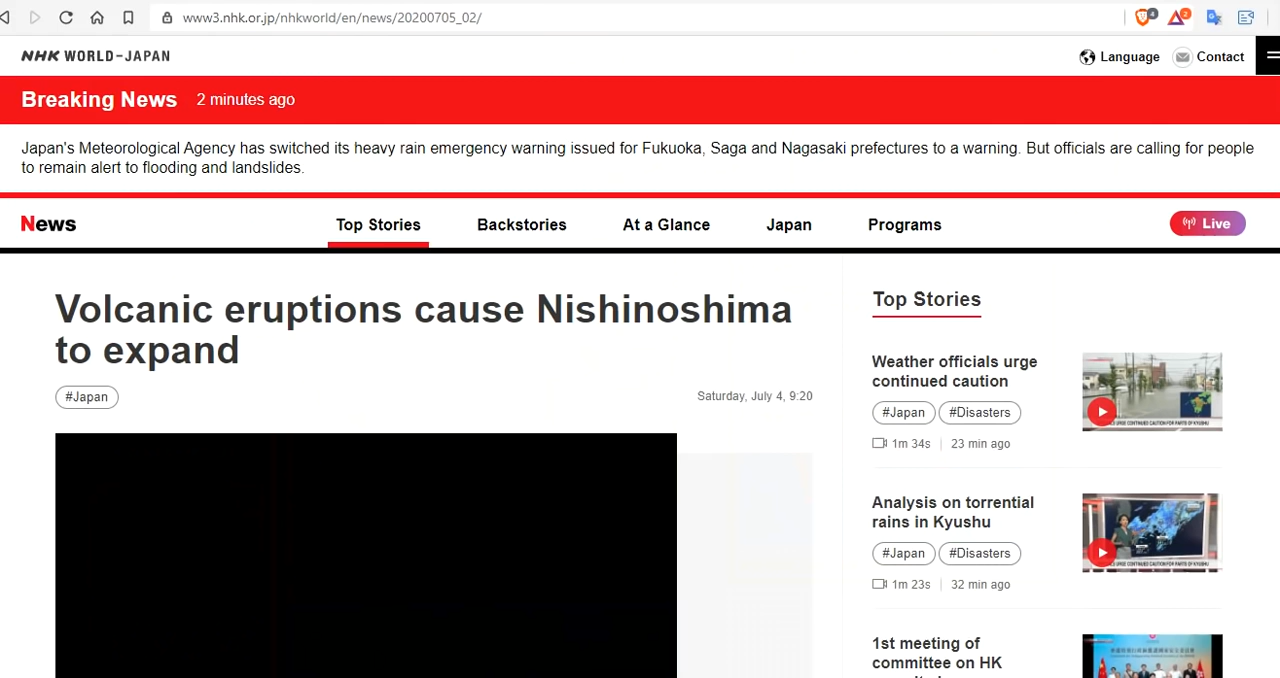 www3.nhk.or.jp/nhkworld/en/news/20200705_02/
4
2
NHK WORLD-JAPAN
Language
Contact
Breaking News 2 minutes ago
Japan's Meteorological Agency has switched its heavy rain emergency warning issued for Fukuoka, Saga and Nagasaki prefectures to a warning. But officials are calling for people
to remain alert to flooding and landslides.
News
Top Stories
Backstories
At a Glance
Japan
Programs
Live
Volcanic eruptions cause Nishinoshima
to expand
#Japan
Saturday, July 4, 9:20
Top Stories
Weather officials urge
continued caution
#Japan #Disasters
1m 34s | 23 min ago
Analysis on torrential
rains in Kyushu
#Japan #Disasters
1m 23s | 32 min ago
1st meeting of
committee on HK